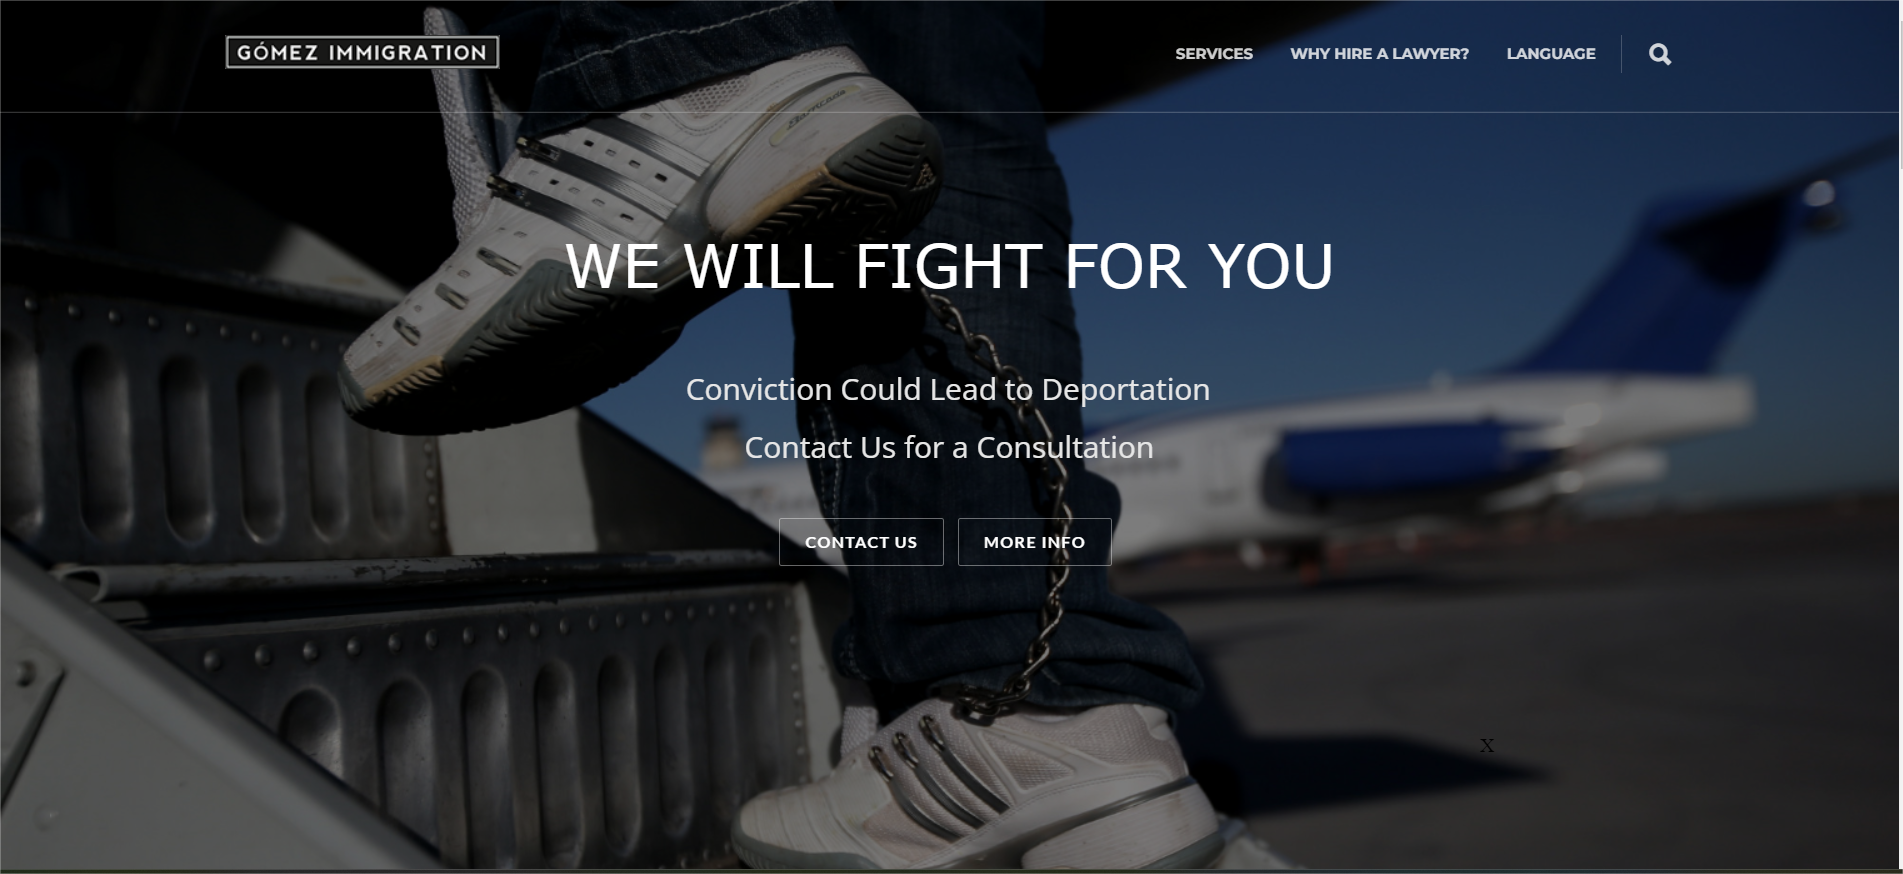 GÓMEZ IMMIGRATION
SERVICES
WHY HIRE A LAWYER?
LANGUAGE
Barricade
WE WILL FIGHT FOR YOU
Conviction Could Lead to Deportation
Contact Us for a Consultation
CONTACT US
MORE INFO
X